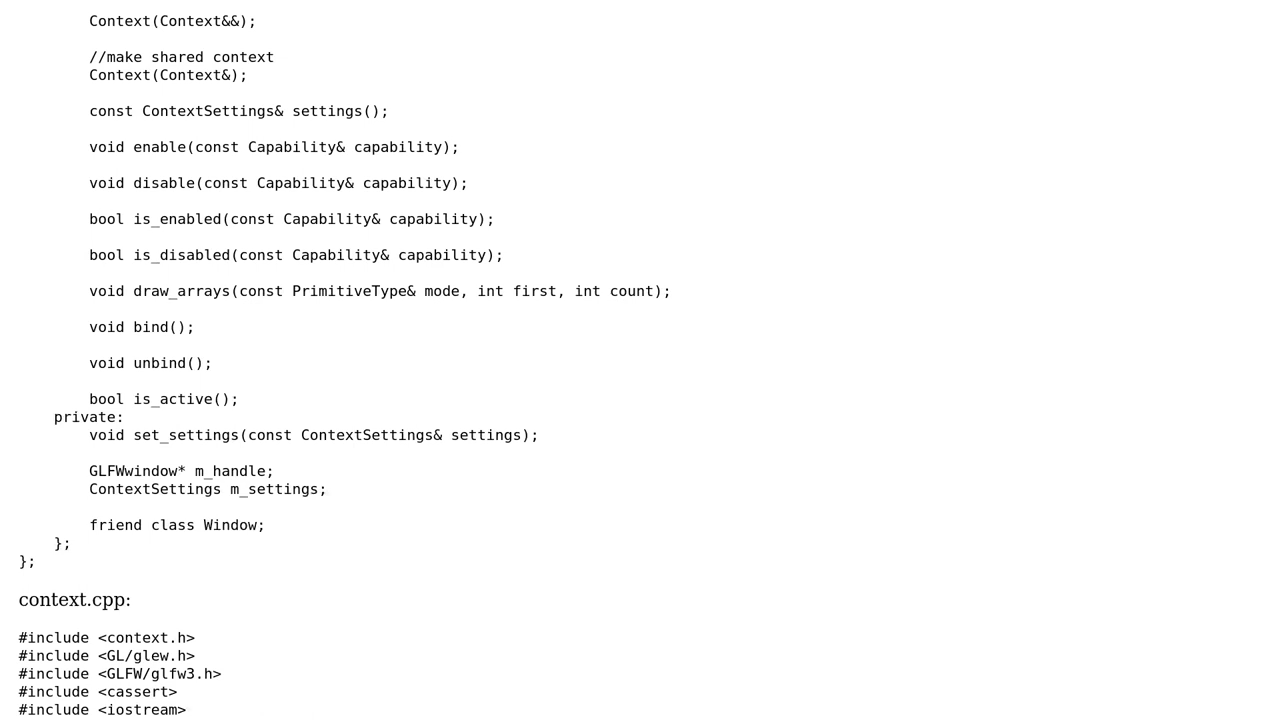 Context(Context&&);
//make shared context
Context(Context&);
const ContextSettings& settings();
void enable(const Capability& capability);
void disable(const Capability& capability);
bool is_enabled(const Capability& capability);
bool is_disabled(const Capability& capability);
void draw_arrays(const PrimitiveType& mode, int first, int count);
void bind();
void unbind();
bool is_active();
private:
void set_settings(const ContextSettings& settings);
GLFWwindow* m_handle;
ContextSettings m_settings;
friend class Window;
};
};
context.cpp:
#include <context.h>
#include <GL/glew.h>
#include <GLFW/glfw3.h>
#include <cassert>
#include <iostream>